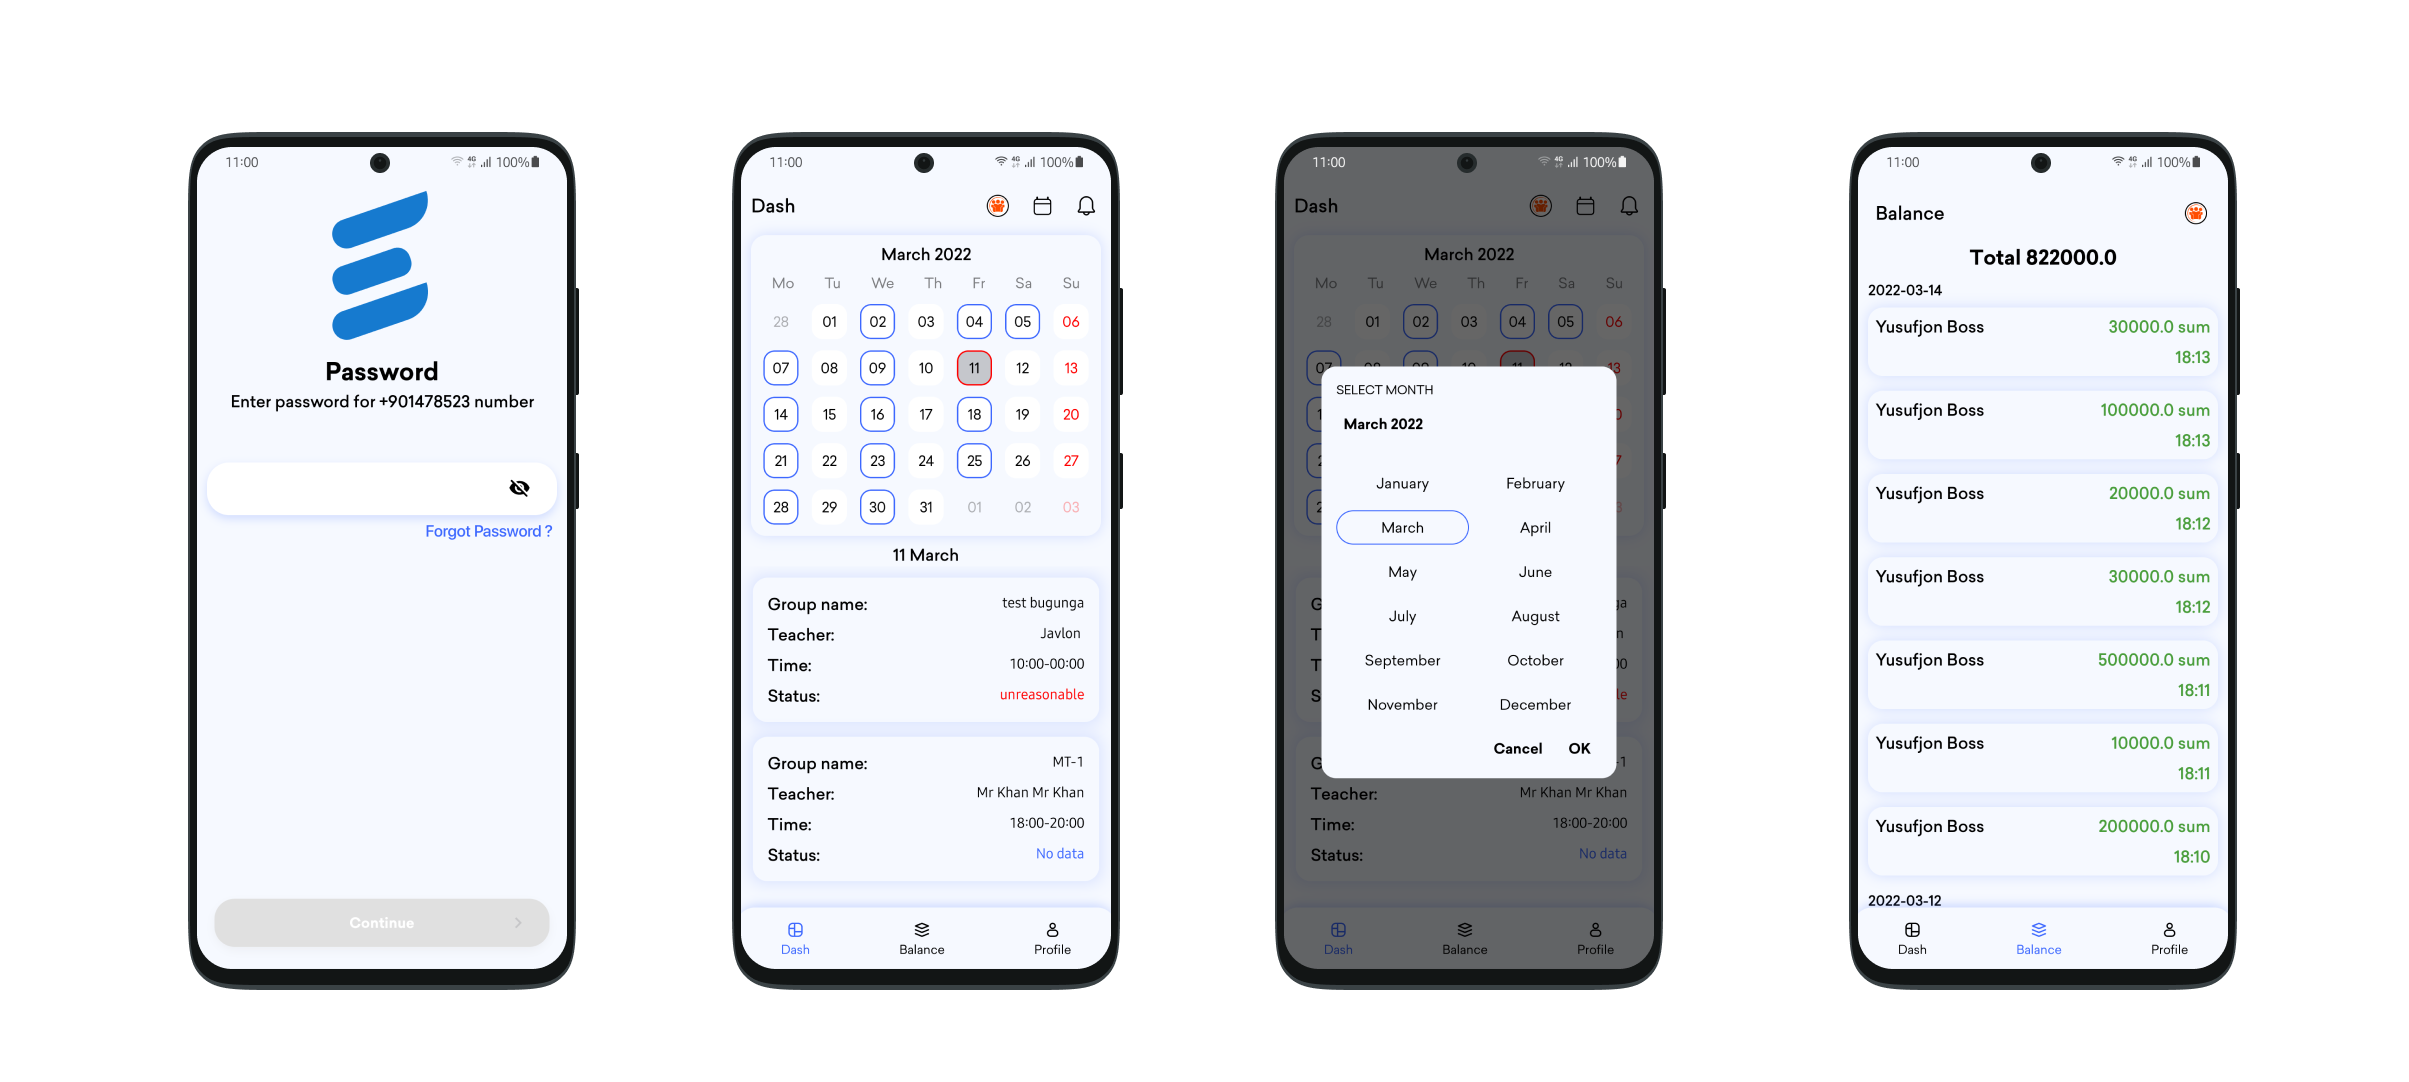 11:00 4G 100%
Password
Enter password for +901478523 number
Forgot Password ?
Continue
11:00 4G 100%
Dash
March 2022
Mo Tu We Th Fr Sa Su
28 01 02 03 04 05 06
07 08 09 10 11 12 13
14 15 16 17 18 19 20
21 22 23 24 25 26 27
28 29 30 31 01 02 03
11 March
Group name: test bugunga
Teacher: Javlon
Time: 10:00-00:00
Status: unreasonable
Group name: MT-1
Teacher: Mr Khan Mr Khan
Time: 18:00-20:00
Status: No data
Dash Balance Profile
11:00 4G 100%
Dash
March 2022
Mo Tu We Th Fr Sa Su
28 01 02 03 04 05 06
SELECT MONTH
March 2022
January February
March April
May June
July August
September October
November December
Cancel OK
Teacher: Mr Khan Mr Khan
Time: 18:00-20:00
Status: No data
Dash Balance Profile
11:00 4G 100%
Balance
Total 822000.0
2022-03-14
Yusufjon Boss 30000.0 sum
18:13
Yusufjon Boss 100000.0 sum
18:13
Yusufjon Boss 20000.0 sum
18:12
Yusufjon Boss 30000.0 sum
18:12
Yusufjon Boss 500000.0 sum
18:11
Yusufjon Boss 10000.0 sum
18:11
Yusufjon Boss 200000.0 sum
18:10
2022-03-12
Dash Balance Profile